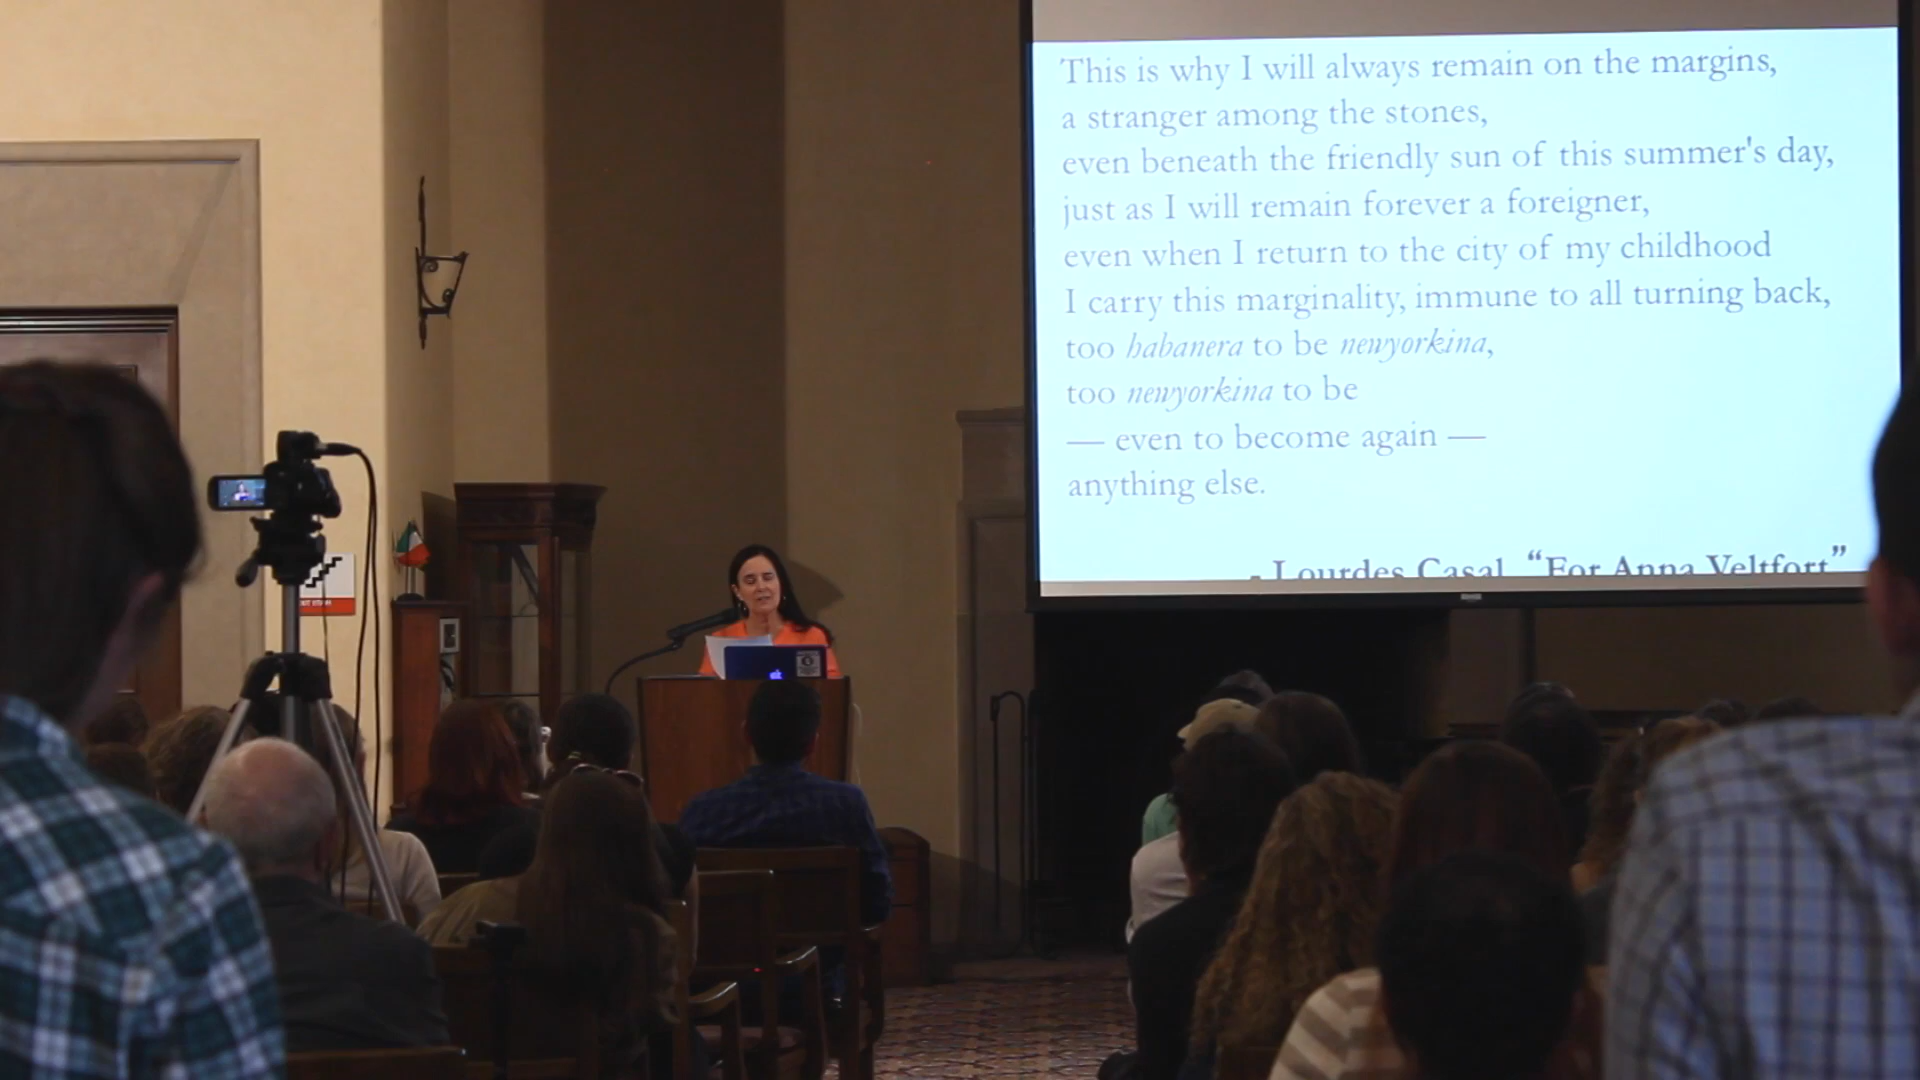 This is why I will always remain on the margins,
a stranger among the stones,
even beneath the friendly sun of this summer's day,
just as I will remain forever a foreigner,
even when I return to the city of my childhood
I carry this marginality, immune to all turning back,
too habanera to be newyorkina,
too newyorkina to be
— even to become again —
anything else.
- Lourdes Casal, “For Anna Veltfort”